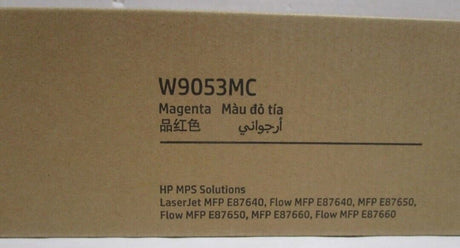 W9053MC
Magenta Màu đỏ tía
品红色 أرجواني
HP MPS Solutions
LaserJet MFP E87640, Flow MFP E87640, MFP E87650,
Flow MFP E87650, MFP E87660, Flow MFP E87660